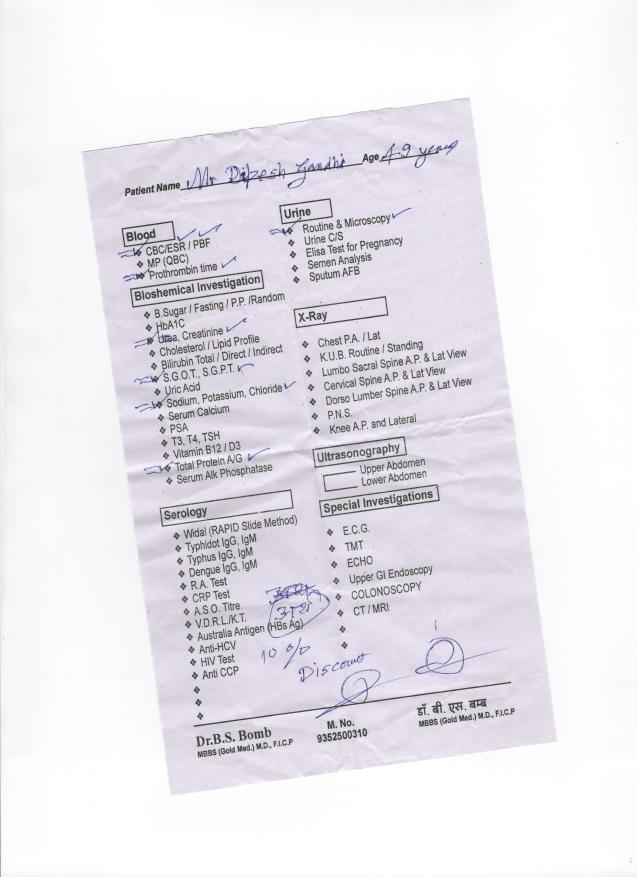 Patient Name Mr Dipesh Gandhi Age 49 years
Blood
CBC/ESR / PBF
MP (QBC)
Prothrombin time
Bioshemical Investigation
B.Sugar / Fasting / P.P. /Random
HbA1C
Urea, Creatinine
Cholesterol / Lipid Profile
Bilirubin Total / Direct / Indirect
S.G.O.T., S.G.P.T.
Uric Acid
Sodium, Potassium, Chloride
Serum Calcium
PSA
T3, T4, TSH
Vitamin B12 / D3
Total Protein A/G
Serum Alk Phosphatase
Serology
Widal (RAPID Slide Method)
Typhidot IgG, IgM
Typhus IgG, IgM
Dengue IgG, IgM
R.A. Test
CRP Test
A.S.O. Titre
V.D.R.L./K.T.
Australia Antigen (HBs Ag)
Anti-HCV
HIV Test
Anti CCP
Urine
Routine & Microscopy
Urine C/S
Elisa Test for Pregnancy
Semen Analysis
Sputum AFB
X-Ray
Chest P.A. / Lat
K.U.B. Routine / Standing
Lumbo Sacral Spine A.P. & Lat View
Cervical Spine A.P. & Lat View
Dorso Lumber Spine A.P. & Lat View
P.N.S.
Knee A.P. and Lateral
Ultrasonography
Upper Abdomen
Lower Abdomen
Special Investigations
E.C.G.
TMT
ECHO
Upper GI Endoscopy
COLONOSCOPY
CT / MRI
10 %
Discount
Dr.B.S. Bomb
MBBS (Gold Med.) M.D., F.I.C.P
M. No.
9352500310
डॉ. बी. एस. बम्ब
MBBS (Gold Med.) M.D., F.I.C.P